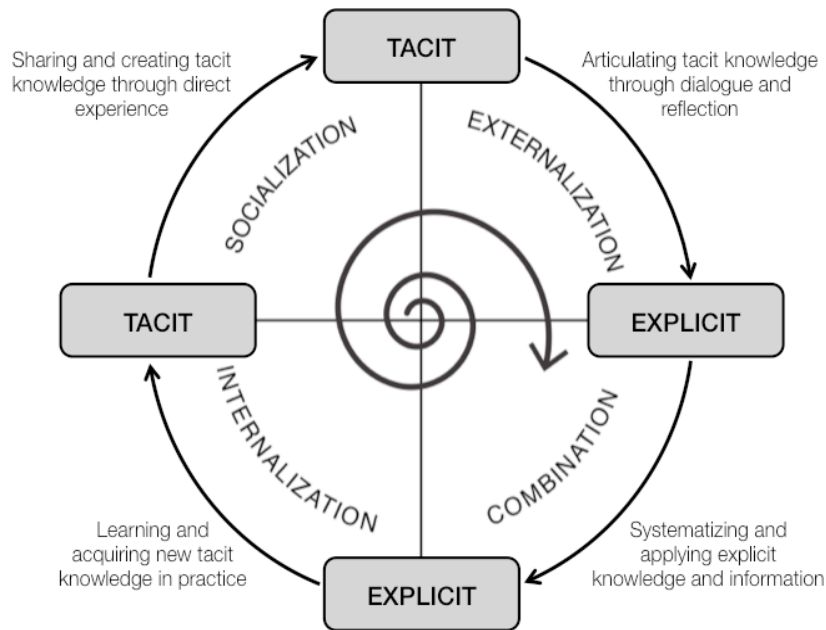 TACIT
Sharing and creating tacit
knowledge through direct
experience
Articulating tacit knowledge
through dialogue and
reflection
SOCIALIZATION
EXTERNALIZATION
TACIT
EXPLICIT
INTERNALIZATION
COMBINATION
Learning and
acquiring new tacit
knowledge in practice
Systematizing and
applying explicit
knowledge and information
EXPLICIT